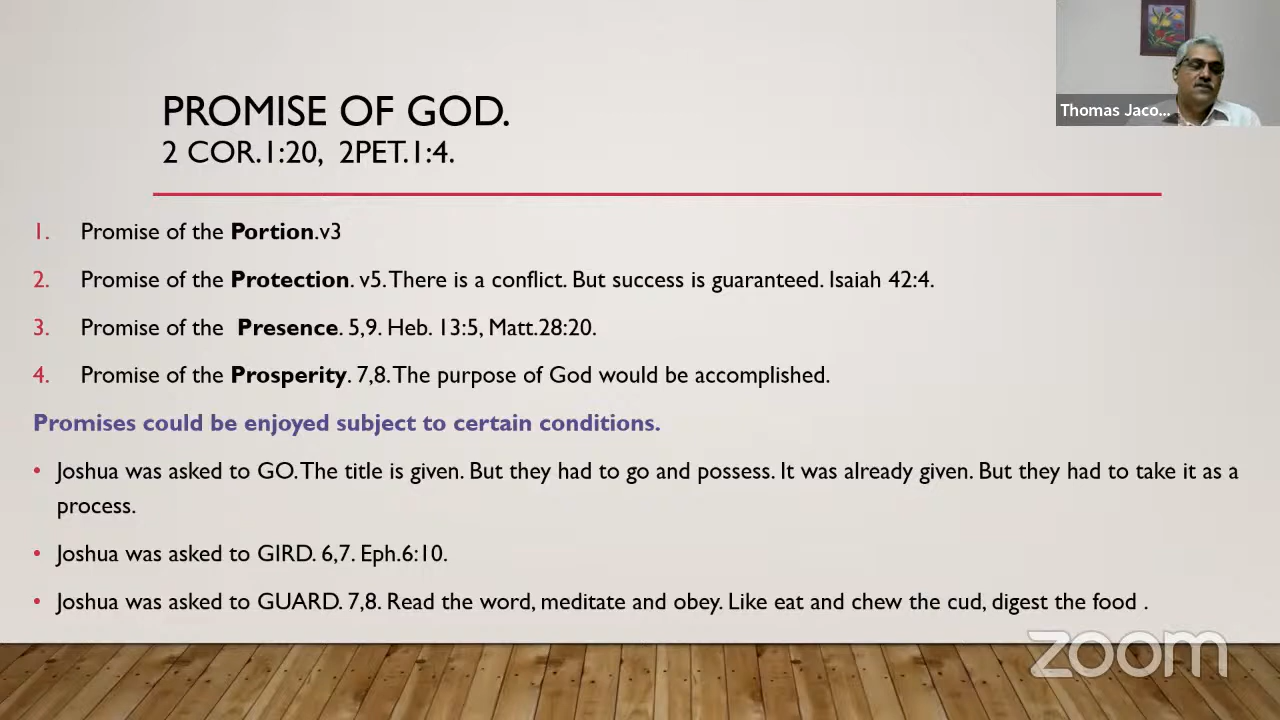 PROMISE OF GOD.
2 COR.1:20, 2PET.1:4.
Thomas Jaco...
1. Promise of the Portion.v3
2. Promise of the Protection. v5. There is a conflict. But success is guaranteed. Isaiah 42:4.
3. Promise of the Presence. 5,9. Heb. 13:5, Matt.28:20.
4. Promise of the Prosperity. 7,8. The purpose of God would be accomplished.
Promises could be enjoyed subject to certain conditions.
• Joshua was asked to GO. The title is given. But they had to go and possess. It was already given. But they had to take it as a
process.
• Joshua was asked to GIRD. 6,7. Eph.6:10.
• Joshua was asked to GUARD. 7,8. Read the word, meditate and obey. Like eat and chew the cud, digest the food .
zoom